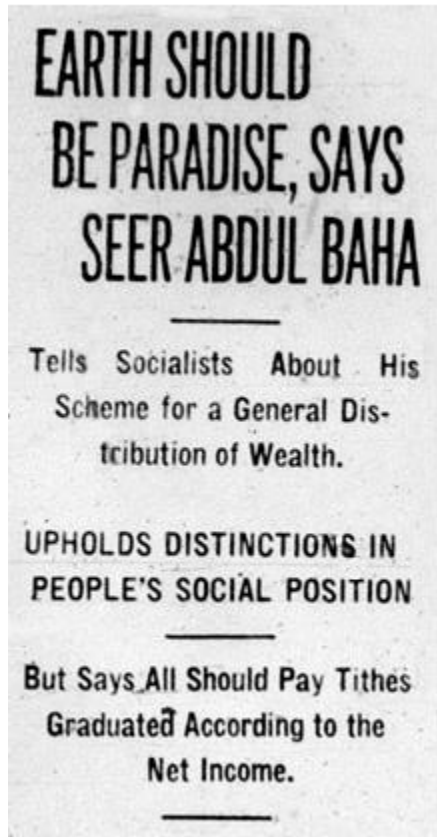 EARTH SHOULD
BE PARADISE, SAYS
SEER ABDUL BAHA
Tells Socialists About His
Scheme for a General Dis-
tribution of Wealth.
UPHOLDS DISTINCTIONS IN
PEOPLE'S SOCIAL POSITION
But Says All Should Pay Tithes
Graduated According to the
Net Income.